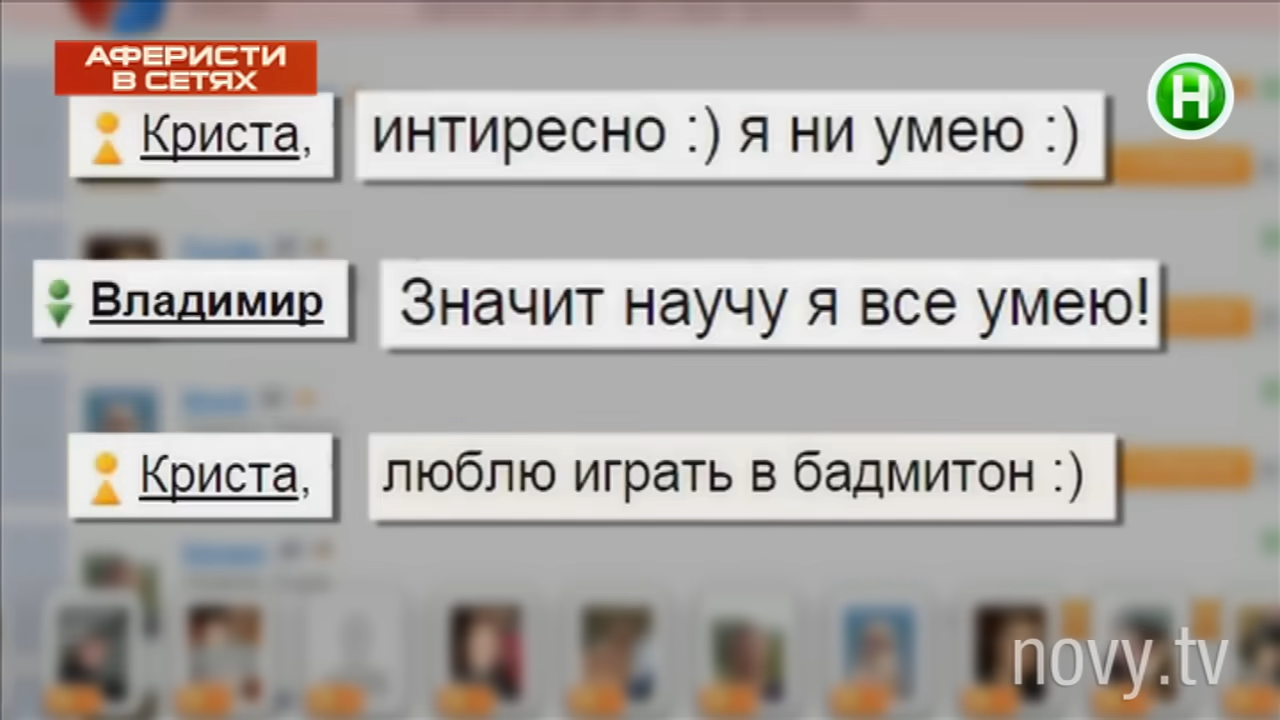 АФЕРИСТИ
В СЕТЯХ
Н
Криста, интиресно :) я ни умею :)
Владимир Значит научу я все умею!
Криста, люблю играть в бадмитон :)
novy.tv